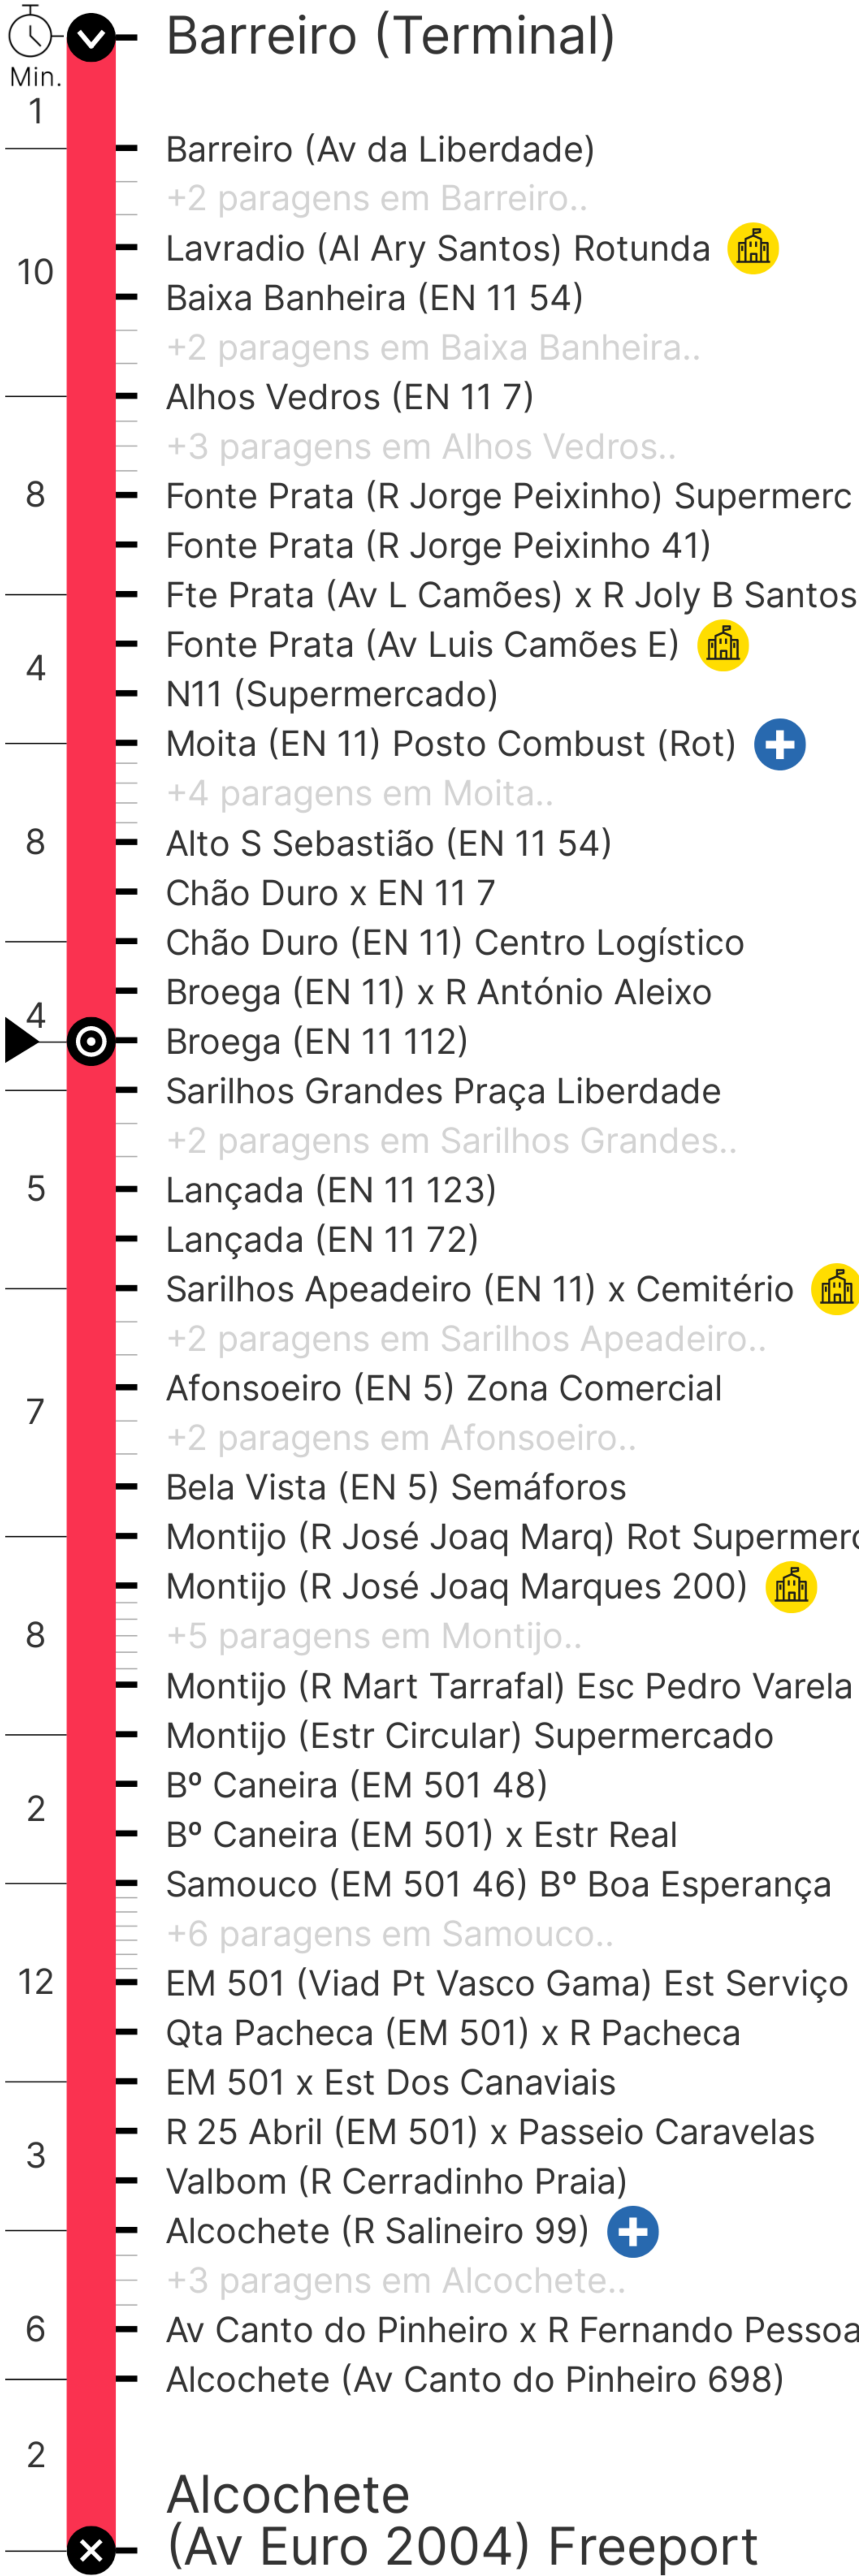 Barreiro (Terminal)
Min.
1
Barreiro (Av da Liberdade)
+2 paragens em Barreiro..
Lavradio (Al Ary Santos) Rotunda
10
Baixa Banheira (EN 11 54)
+2 paragens em Baixa Banheira..
Alhos Vedros (EN 11 7)
+3 paragens em Alhos Vedros..
8
Fonte Prata (R Jorge Peixinho) Supermerc
Fonte Prata (R Jorge Peixinho 41)
Fte Prata (Av L Camões) x R Joly B Santos
Fonte Prata (Av Luis Camões E)
4
N11 (Supermercado)
Moita (EN 11) Posto Combust (Rot)
+4 paragens em Moita..
8
Alto S Sebastião (EN 11 54)
Chão Duro x EN 11 7
Chão Duro (EN 11) Centro Logístico
Broega (EN 11) x R António Aleixo
4
Broega (EN 11 112)
Sarilhos Grandes Praça Liberdade
+2 paragens em Sarilhos Grandes..
5
Lançada (EN 11 123)
Lançada (EN 11 72)
Sarilhos Apeadeiro (EN 11) x Cemitério
+2 paragens em Sarilhos Apeadeiro..
Afonsoeiro (EN 5) Zona Comercial
7
+2 paragens em Afonsoeiro..
Bela Vista (EN 5) Semáforos
Montijo (R José Joaq Marq) Rot Supermerc
Montijo (R José Joaq Marques 200)
8
+5 paragens em Montijo..
Montijo (R Mart Tarrafal) Esc Pedro Varela
Montijo (Estr Circular) Supermercado
Bº Caneira (EM 501 48)
2
Bº Caneira (EM 501) x Estr Real
Samouco (EM 501 46) Bº Boa Esperança
+6 paragens em Samouco..
12
EM 501 (Viad Pt Vasco Gama) Est Serviço
Qta Pacheca (EM 501) x R Pacheca
EM 501 x Est Dos Canaviais
R 25 Abril (EM 501) x Passeio Caravelas
3
Valbom (R Cerradinho Praia)
Alcochete (R Salineiro 99)
+3 paragens em Alcochete..
6
Av Canto do Pinheiro x R Fernando Pessoa
Alcochete (Av Canto do Pinheiro 698)
2
Alcochete
(Av Euro 2004) Freeport